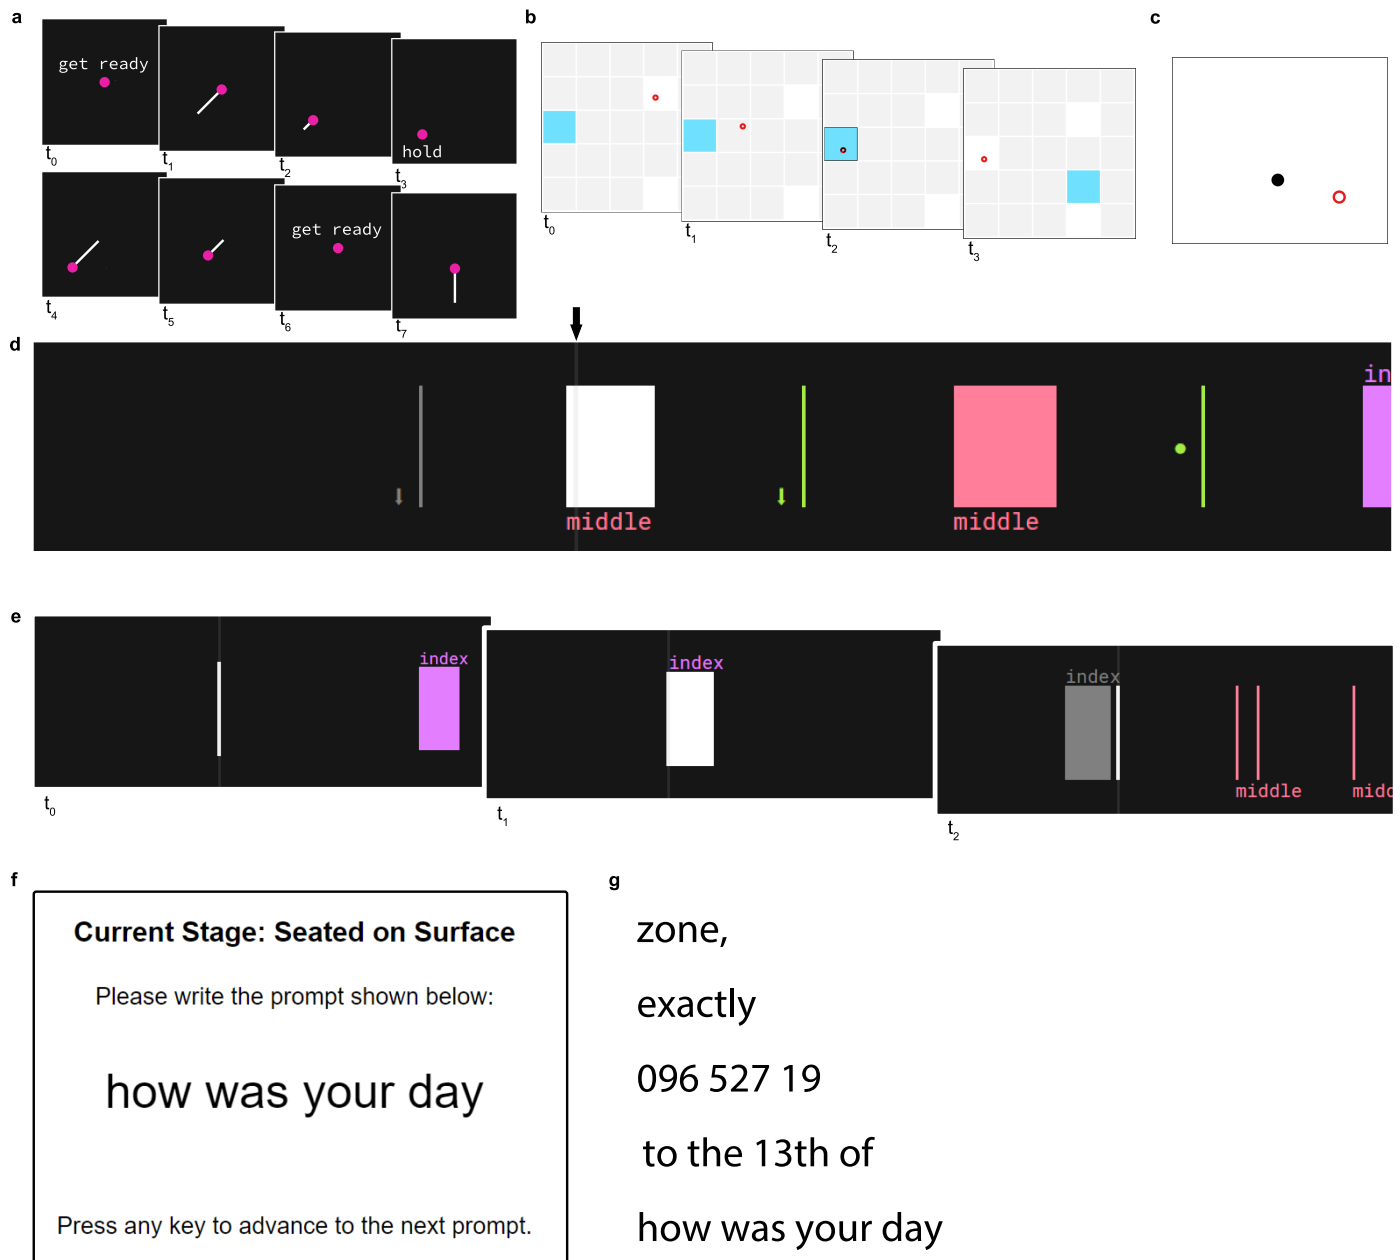 a
get ready
t0
t1
t2
hold
t3
t4
t5
get ready
t6
t7
b
t0
t1
t2
t3
c
d
middle
middle
in
e
index
t0
index
t1
index
middle
midd
t2
f
Current Stage: Seated on Surface
Please write the prompt shown below:
how was your day
Press any key to advance to the next prompt.
g
zone,
exactly
096 527 19
to the 13th of
how was your day